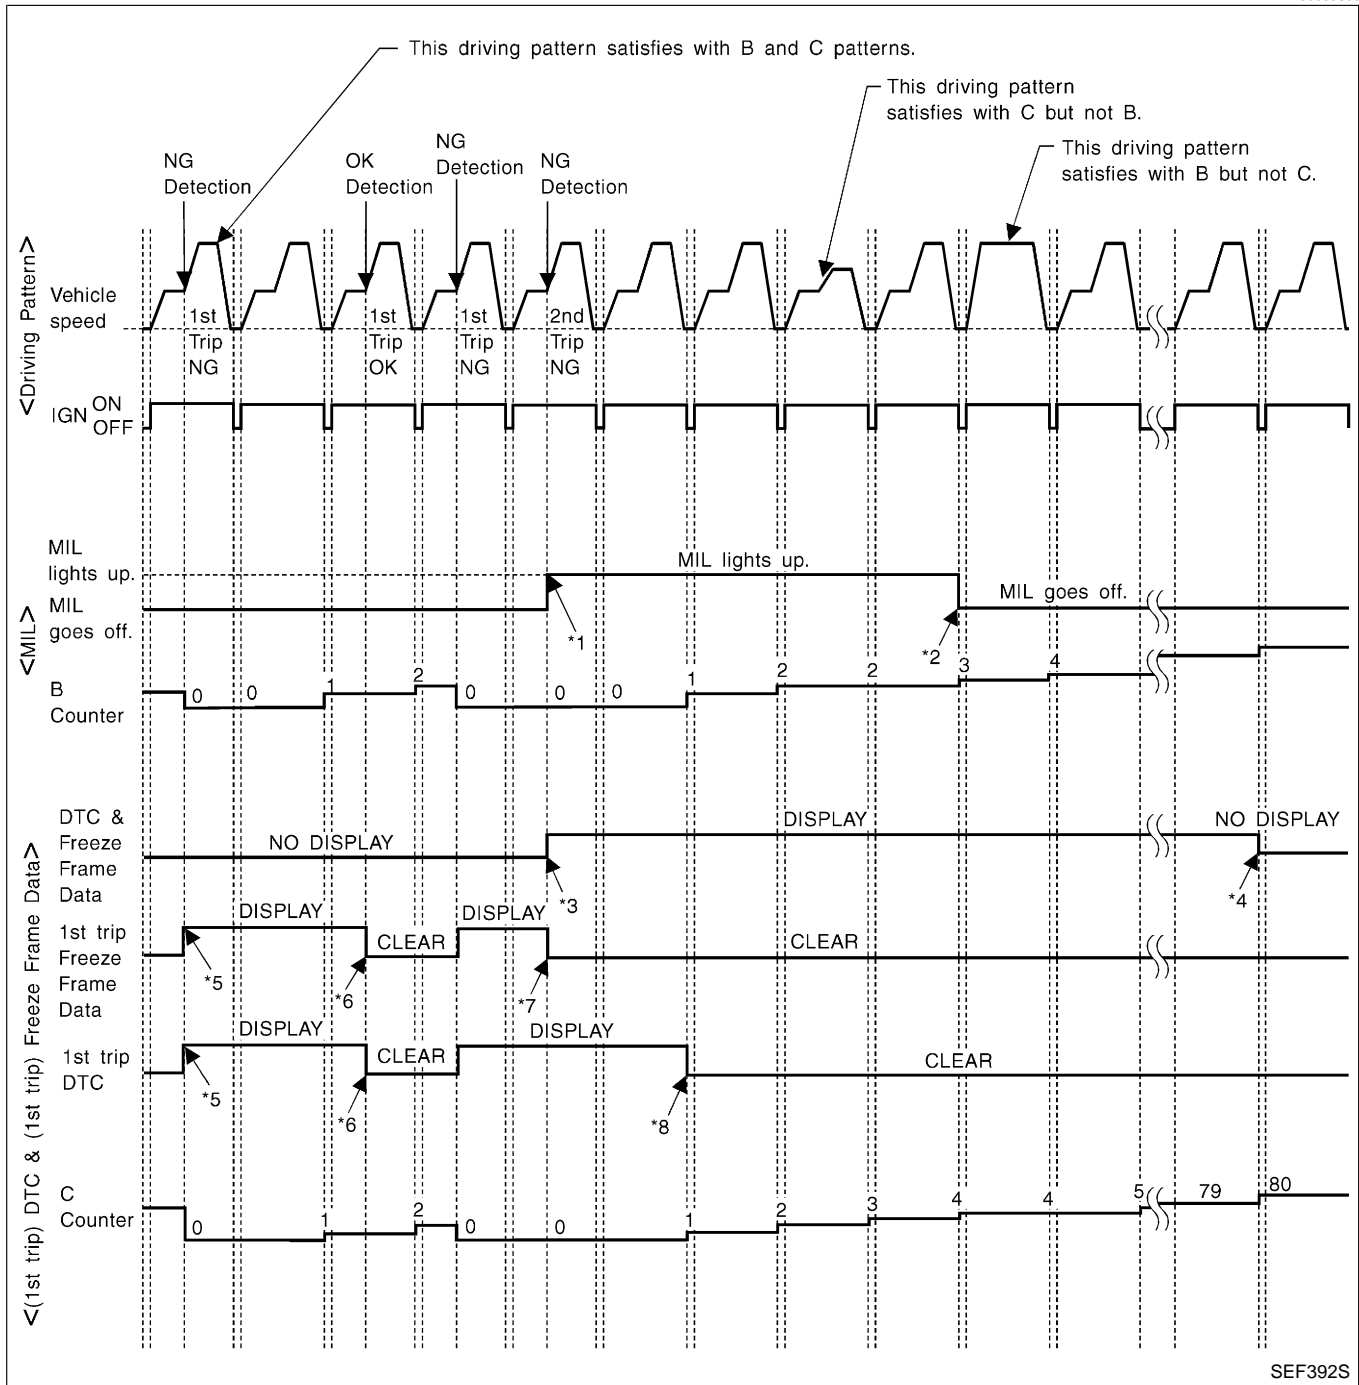 This driving pattern satisfies with B and C patterns.
This driving pattern
satisfies with C but not B.
This driving pattern
satisfies with B but not C.
NG
Detection
OK
Detection
NG
Detection
NG
Detection
<Driving Pattern>
Vehicle
speed
1st
Trip
NG
1st
Trip
OK
1st
Trip
NG
2nd
Trip
NG
IGN ON
OFF
<MIL>
MIL
lights up.
MIL
goes off.
MIL lights up.
MIL goes off.
*1
*2
B
Counter
0 0 1 2 0 0 0 1 2 2 3 4
<(1st trip) DTC & (1st trip) Freeze Frame Data>
DTC &
Freeze
Frame
Data
NO DISPLAY
DISPLAY
NO DISPLAY
*3
*4
1st trip
Freeze
Frame
Data
DISPLAY
CLEAR
DISPLAY
CLEAR
*5
*6
*7
1st trip
DTC
DISPLAY
CLEAR
DISPLAY
CLEAR
*5
*6
*8
C
Counter
0 1 2 0 0 1 2 3 4 4 5 79 80
SEF392S